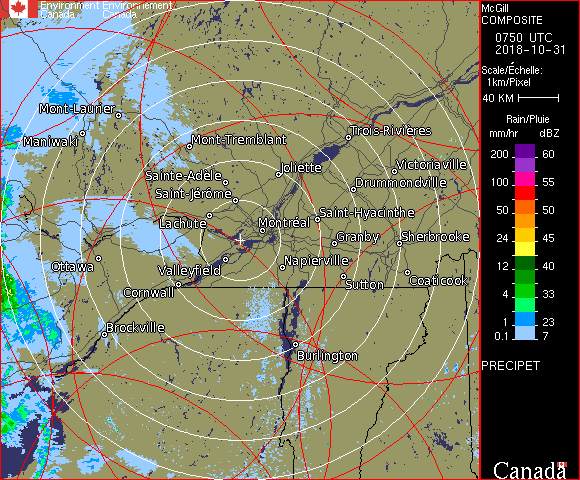 Environment Environnement
Canada Canada
McGill
COMPOSITE
0750 UTC
2018-10-31
Scale/Échelle:
1km/Pixel
40 KM
Rain/Pluie
mm/hr dBZ
200 60
100 55
50 50
24 45
12 40
4 33
1 23
0.1 7
PRECIPET
Canada
Mont-Laurier
Maniwaki
Mont-Tremblant
Trois-Rivières
Sainte-Adèle
Joliette
Victoriaville
Saint-Jérôme
Drummondville
Lachute
Montréal
Saint-Hyacinthe
Granby
Sherbrooke
Ottawa
Valleyfield
Napierville
Cornwall
Sutton
Coaticook
Brockville
Burlington